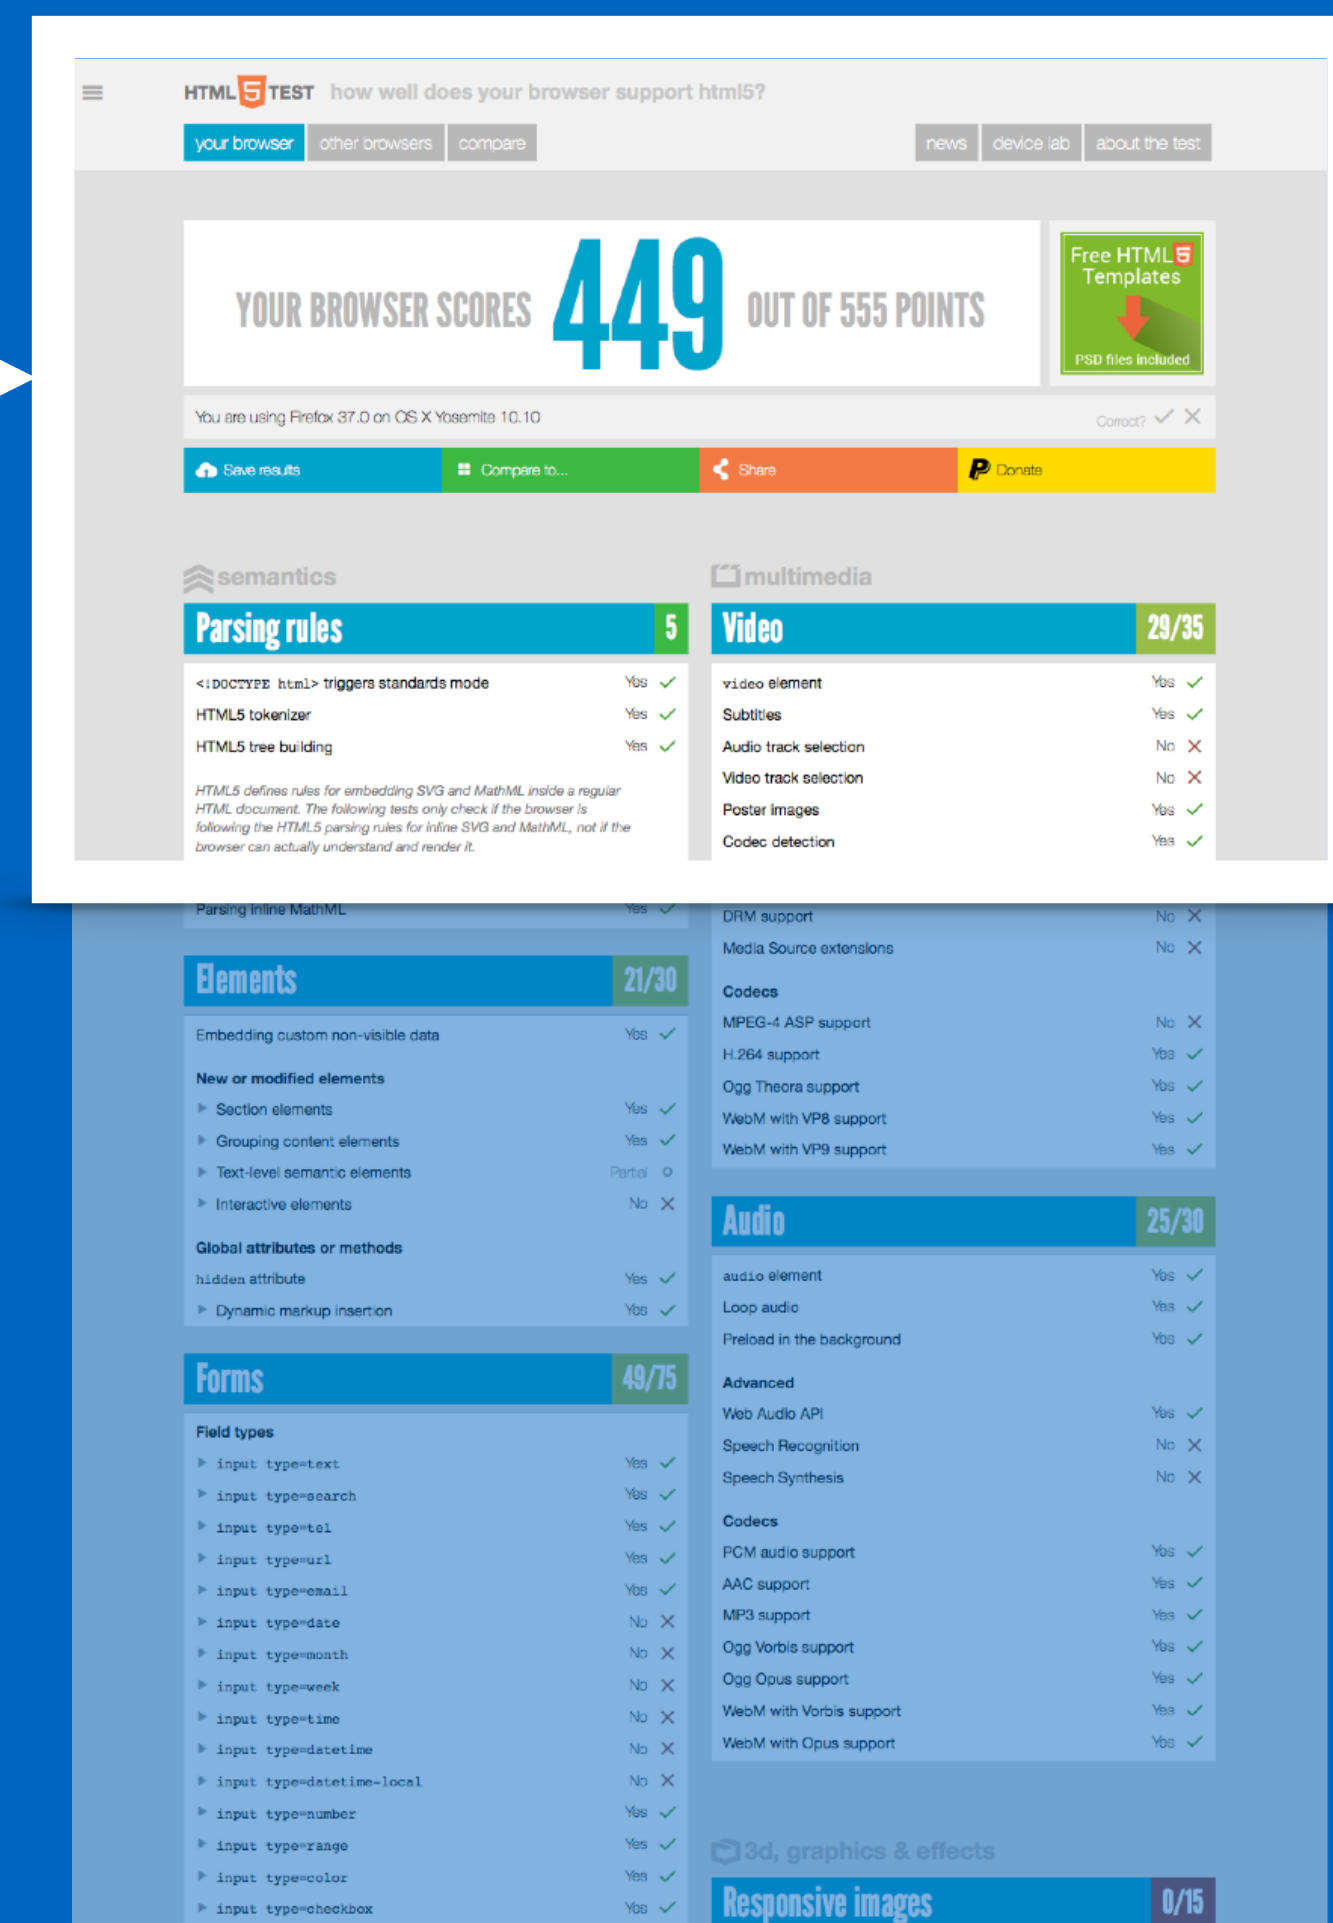 HTML5TEST how well does your browser support html5?
your browser other browsers compare news device lab about the test
YOUR BROWSER SCORES 449 OUT OF 555 POINTS
Free HTML5
Templates
PSD files included
You are using Firefox 37.0 on OS X Yosemite 10.10 Correct?
Save results Compare to... Share Donate
semantics
Parsing rules 5
<!DOCTYPE html> triggers standards mode Yes
HTML5 tokenizer Yes
HTML5 tree building Yes
HTML5 defines rules for embedding SVG and MathML inside a regular
HTML document. The following tests only check if the browser is
following the HTML5 parsing rules for inline SVG and MathML, not if the
browser can actually understand and render it.
Parsing inline MathML Yes
Elements 21/30
Embedding custom non-visible data Yes
New or modified elements
Section elements Yes
Grouping content elements Yes
Text-level semantic elements Partial
Interactive elements No
Global attributes or methods
hidden attribute Yes
Dynamic markup insertion Yes
Forms 49/75
Field types
input type=text Yes
input type=search Yes
input type=tel Yes
input type=url Yes
input type=email Yes
input type=date No
input type=month No
input type=week No
input type=time No
input type=datetime No
input type=datetime-local No
input type=number Yes
input type=range Yes
input type=color Yes
input type=checkbox Yes
multimedia
Video 29/35
video element Yes
Subtitles Yes
Audio track selection No
Video track selection No
Poster images Yes
Codec detection Yes
DRM support No
Media Source extensions No
Codecs
MPEG-4 ASP support No
H.264 support Yes
Ogg Theora support Yes
WebM with VP8 support Yes
WebM with VP9 support Yes
Audio 25/30
audio element Yes
Loop audio Yes
Preload in the background Yes
Advanced
Web Audio API Yes
Speech Recognition No
Speech Synthesis No
Codecs
PCM audio support Yes
AAC support Yes
MP3 support Yes
Ogg Vorbis support Yes
Ogg Opus support Yes
WebM with Vorbis support Yes
WebM with Opus support Yes
3d, graphics & effects
Responsive images 0/15